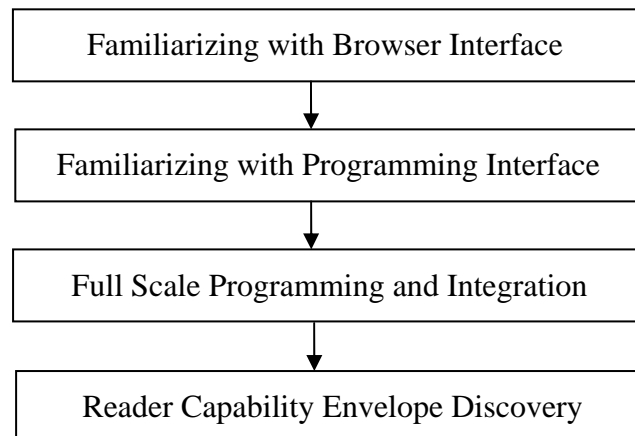 Familiarizing with Browser Interface
Familiarizing with Programming Interface
Full Scale Programming and Integration
Reader Capability Envelope Discovery